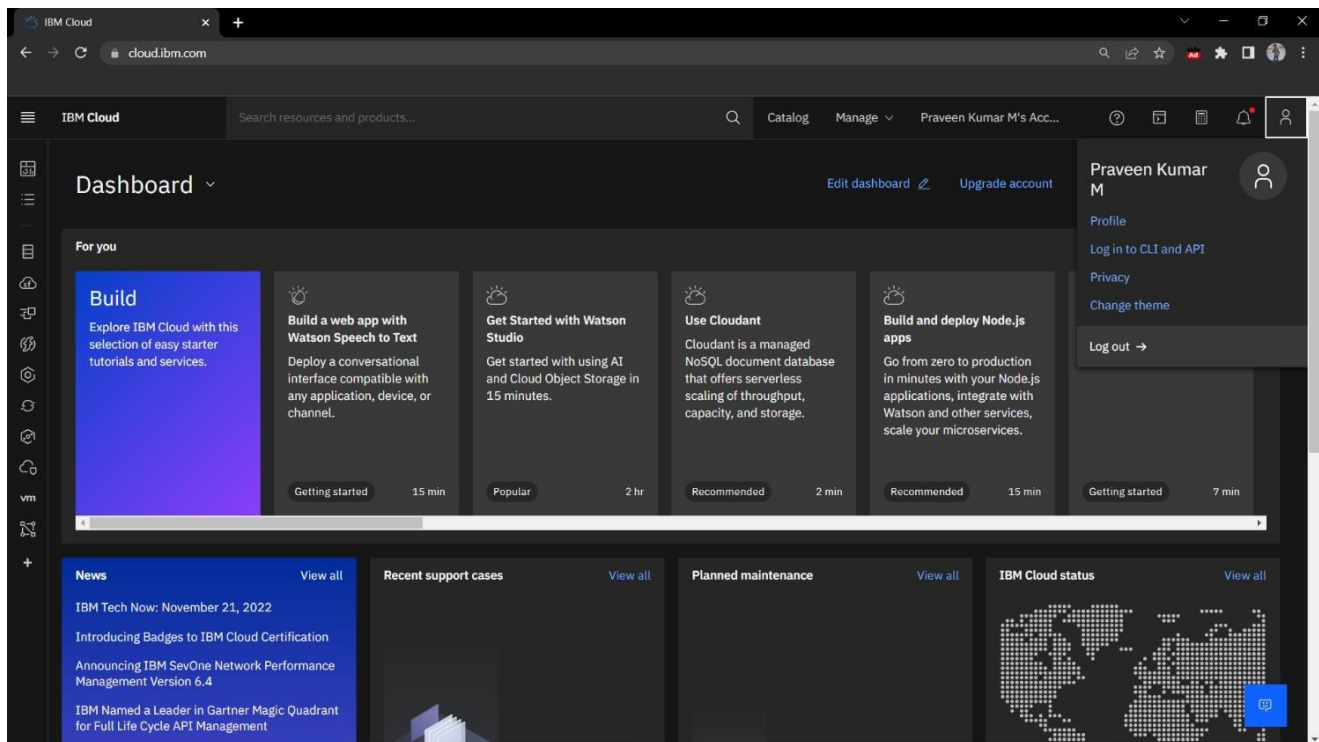 IBM Cloud
cloud.ibm.com
Ad
IBM Cloud
Search resources and products...
Catalog
Manage
Praveen Kumar M's Acc...
Dashboard
Edit dashboard
Upgrade account
Praveen Kumar
M
Profile
Log in to CLI and API
Privacy
Change theme
Log out →
For you
Build
Explore IBM Cloud with this
selection of easy starter
tutorials and services.
Build a web app with
Watson Speech to Text
Deploy a conversational
interface compatible with
any application, device, or
channel.
Getting started
15 min
Get Started with Watson
Studio
Get started with using AI
and Cloud Object Storage in
15 minutes.
Popular
2 hr
Use Cloudant
Cloudant is a managed
NoSQL document database
that offers serverless
scaling of throughput,
capacity, and storage.
Recommended
2 min
Build and deploy Node.js
apps
Go from zero to production
in minutes with your Node.js
applications, integrate with
Watson and other services,
scale your microservices.
Recommended
15 min
Getting started
7 min
vm
News
View all
IBM Tech Now: November 21, 2022
Introducing Badges to IBM Cloud Certification
Announcing IBM SevOne Network Performance
Management Version 6.4
IBM Named a Leader in Gartner Magic Quadrant
for Full Life Cycle API Management
Recent support cases
View all
Planned maintenance
View all
IBM Cloud status
View all